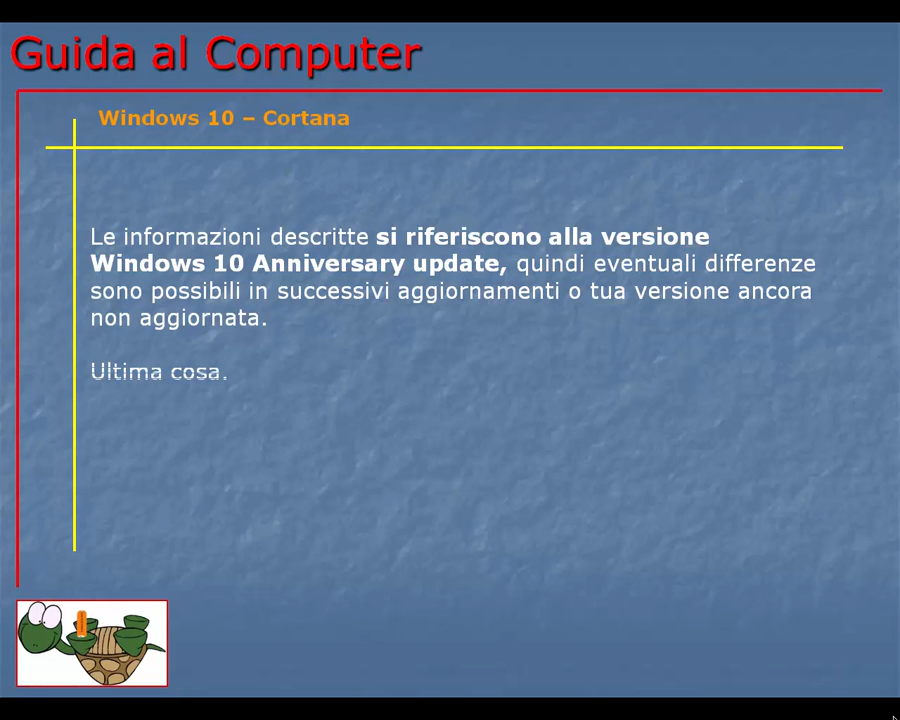 Guida al Computer
Windows 10 – Cortana
Le informazioni descritte si riferiscono alla versione
Windows 10 Anniversary update, quindi eventuali differenze
sono possibili in successivi aggiornamenti o tua versione ancora
non aggiornata.
Ultima cosa.